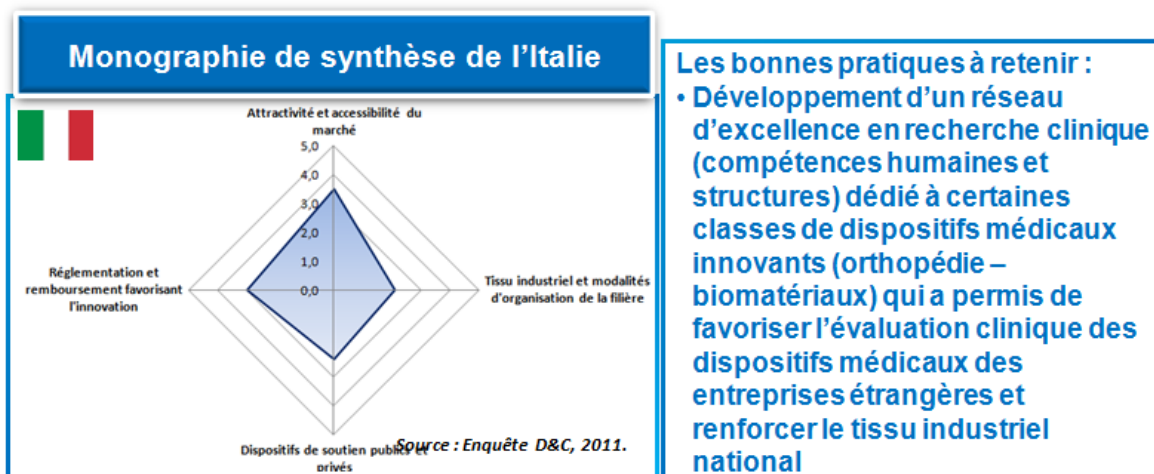 Monographie de synthèse de l'Italie
Attractivité et accessibilité du
marché
5,0
4,0
3,0
2,0
1,0
0,0
Réglementation et
remboursement favorisant
l'innovation
Tissu industriel et modalités
d'organisation de la filière
Dispositifs de soutien publics et
privés
Source : Enquête D&C, 2011.
Les bonnes pratiques à retenir :
• Développement d'un réseau
d'excellence en recherche clinique
(compétences humaines et
structures) dédié à certaines
classes de dispositifs médicaux
innovants (orthopédie –
biomatériaux) qui a permis de
favoriser l'évaluation clinique des
dispositifs médicaux des
entreprises étrangères et
renforcer le tissu industriel
national